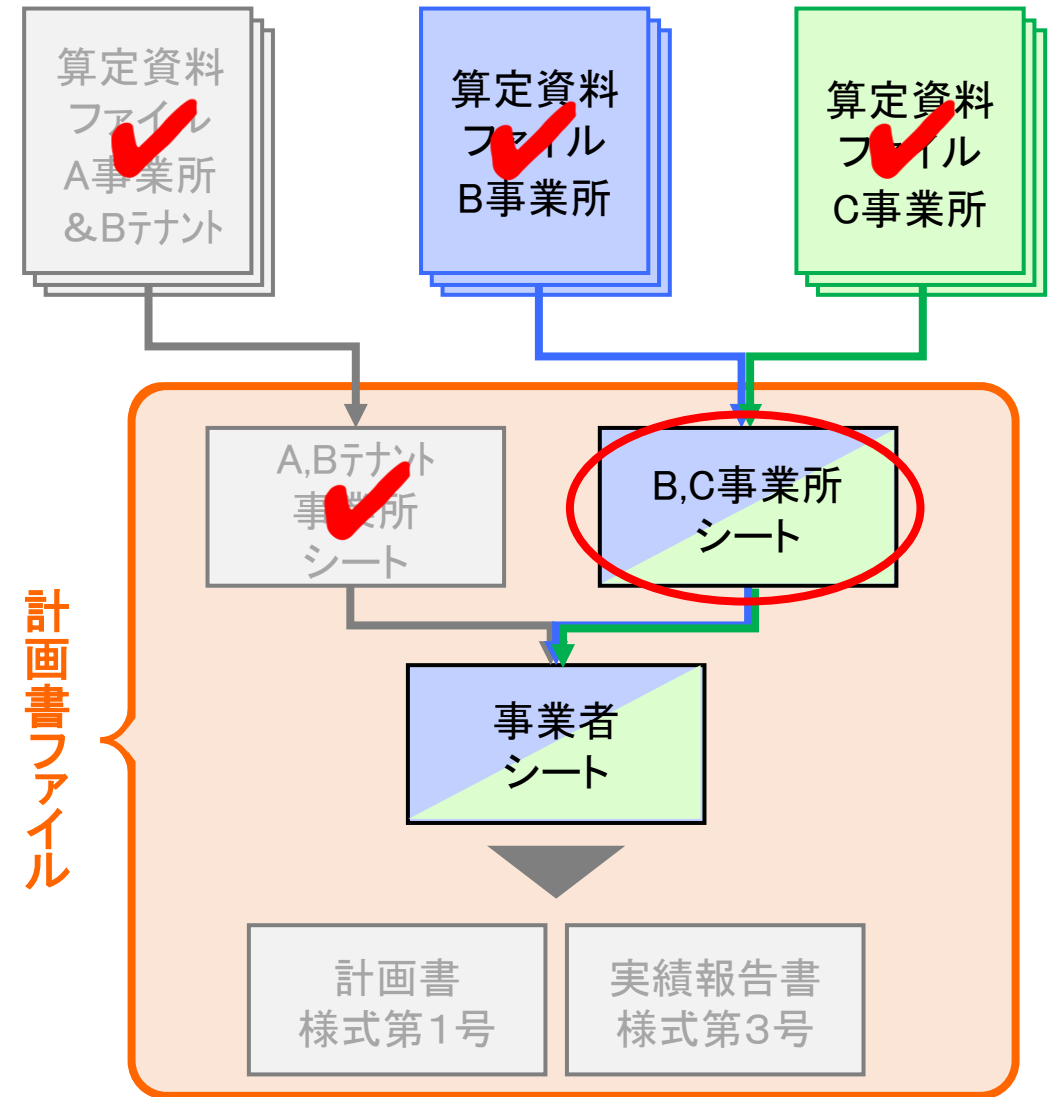 算定資料
ファイル
A事業所
&Bテナント
算定資料
ファイル
B事業所
算定資料
ファイル
C事業所
計画書ファイル
A,Bテナント
事業所
シート
B,C事業所
シート
事業者
シート
計画書
様式第1号
実績報告書
様式第3号